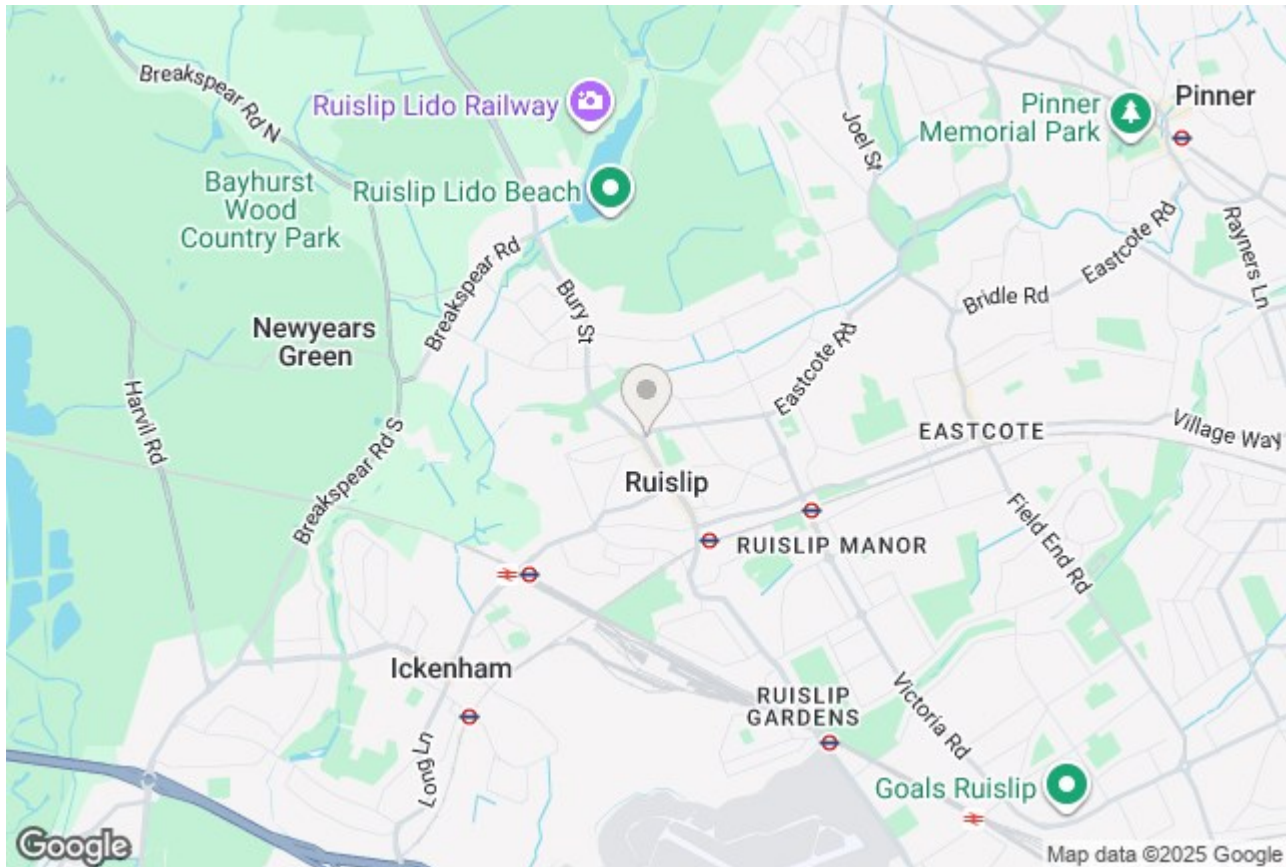 Breakspear Rd N
Ruislip Lido Railway
Joel St
Pinner
Memorial Park
Pinner
Bayhurst
Wood
Country Park
Ruislip Lido Beach
Breakspear Rd
Bury St
Eastcote Rd
Rayners Ln
Bridle Rd
Newyears
Green
Harvil Rd
Eastcote Rd
EASTCOTE
Village Way
Breakspear Rd S
Ruislip
Field End Rd
RUISLIP MANOR
Ickenham
RUISLIP
GARDENS
Victoria Rd
Long Ln
Goals Ruislip
Google
Map data ©2025 Google